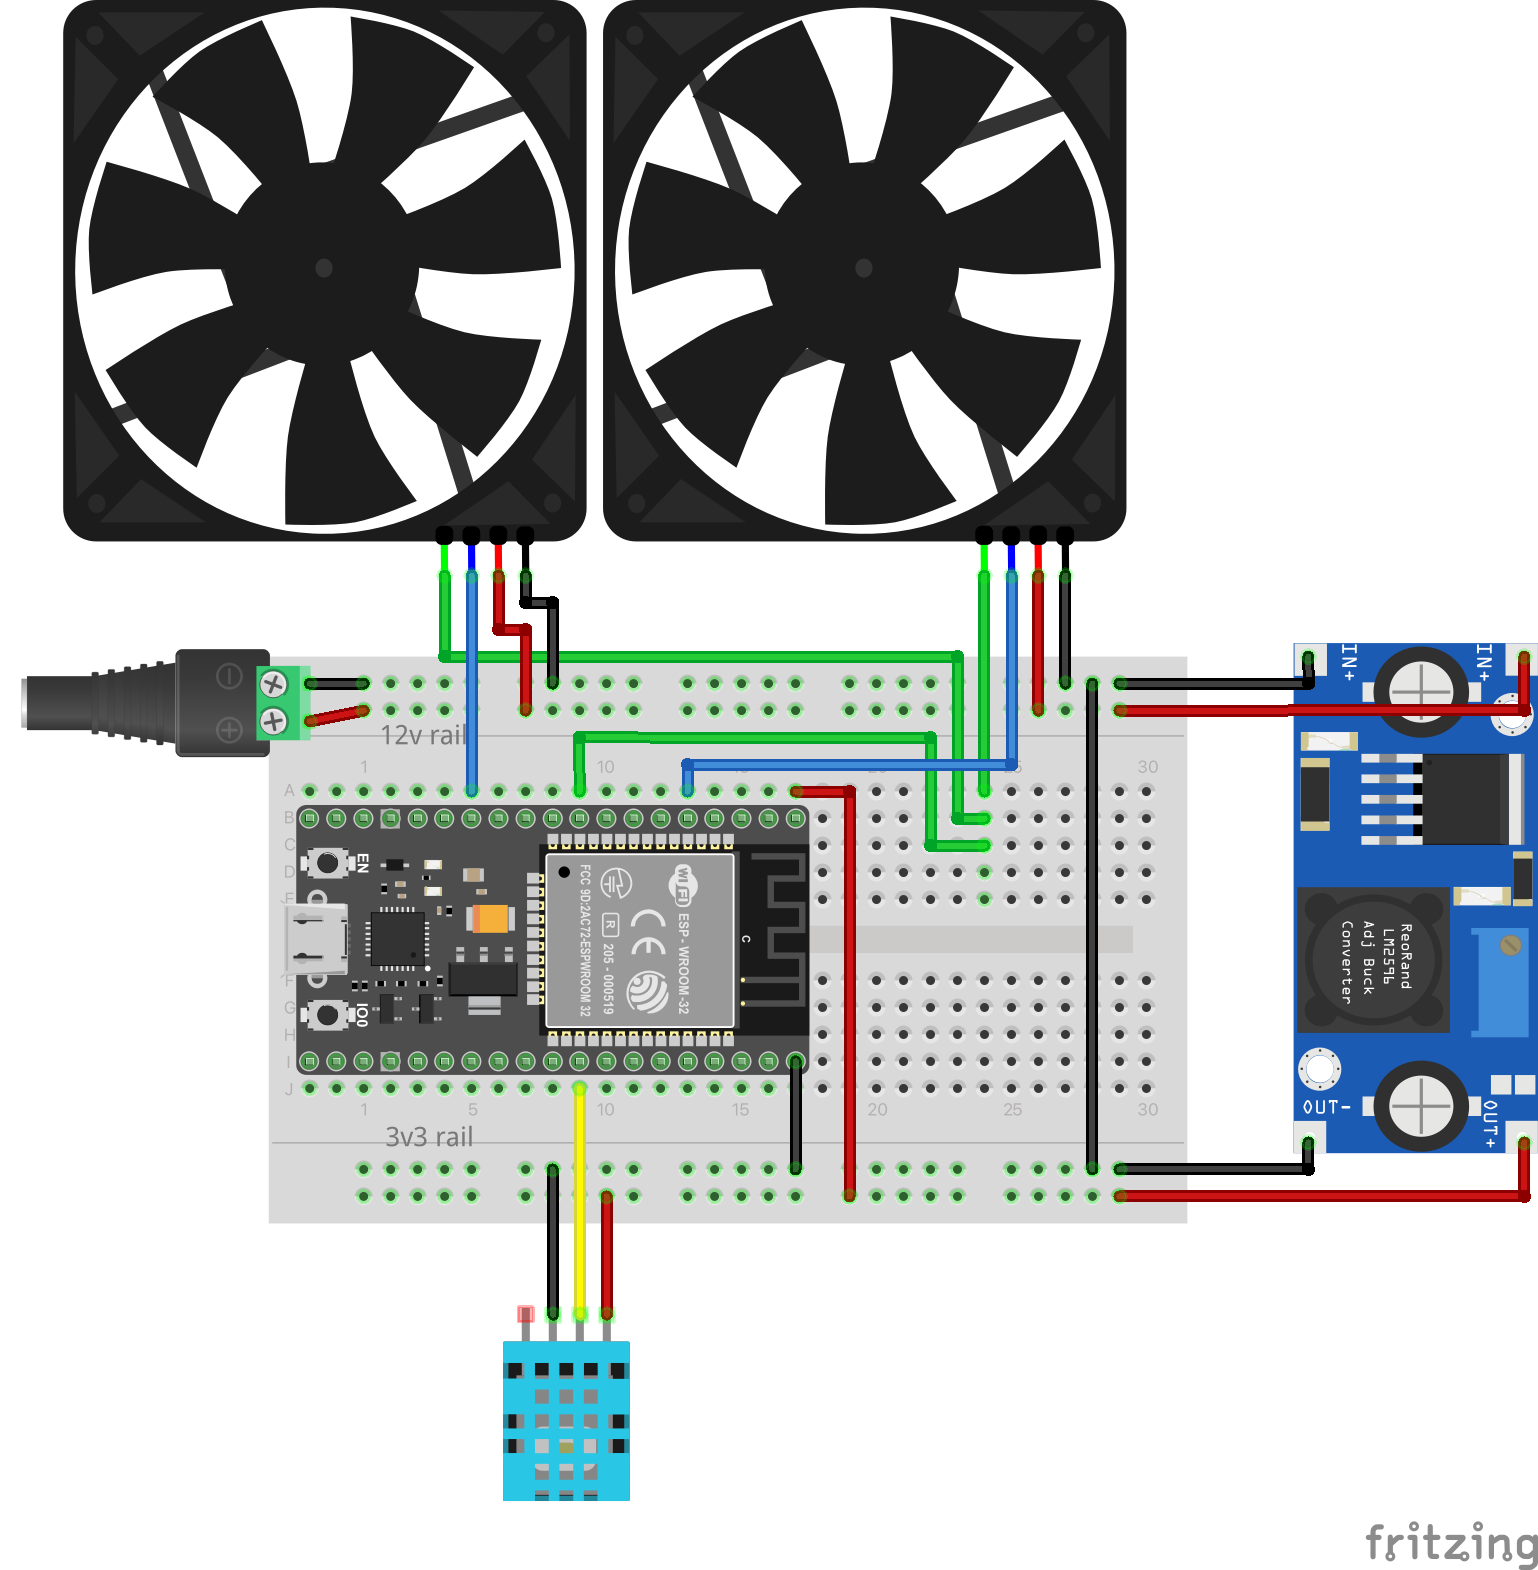 IN+
IN+
12v rail
1
10
15
20
25
30
A
B
C
D
E
F
G
H
I
J
EN
IO0
FCC 9D:2AC72-ESPWROOM 32
R
205 - 000519
CE
Wi Fi
ESP - WROOM -32
C
ReoRand
LM2596
Adj Buck
Converter
OUT-
OUT+
1
5
10
15
20
25
30
3v3 rail
fritzing